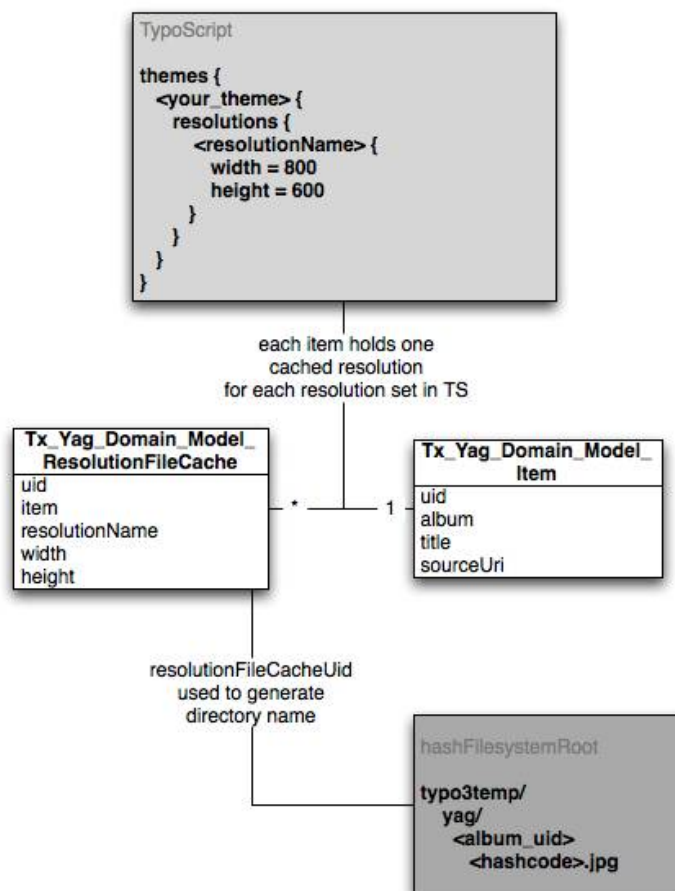 TypoScript
themes {
<your_theme> {
resolutions {
<resolutionName> {
width = 800
height = 600
}
}
}
}
each item holds one
cached resolution
for each resolution set in TS
Tx_Yag_Domain_Model_
ResolutionFileCache
uid
item
resolutionName
width
height
*
1
Tx_Yag_Domain_Model_
Item
uid
album
title
sourceUri
resolutionFileCacheUid
used to generate
directory name
hashFilesystemRoot
typo3temp/
yag/
<album_uid>
<hashcode>.jpg